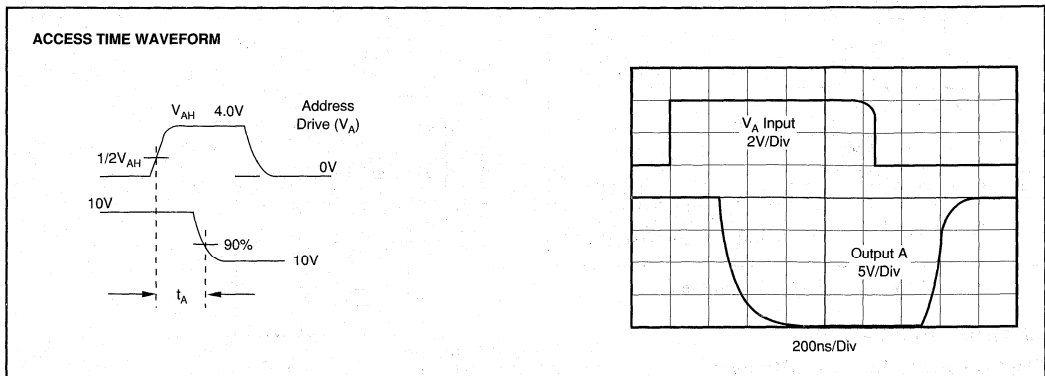 ACCESS TIME WAVEFORM
V_AH 4.0V
Address
Drive (V_A)
1/2V_AH
0V
10V
90%
10V
t_A
V_A Input
2V/Div
Output A
5V/Div
200ns/Div